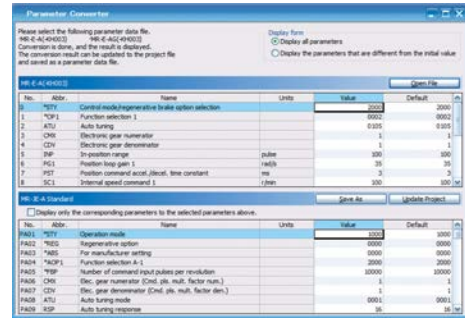 Parameter Converter
Please select the following parameter data file.
-MR-E-A(-KH003) -MR-E-AG(-KH003)
Conversion is done, and the result is displayed.
The conversion result can be updated to the project file
and saved as a parameter data file.
Display form
Display all parameters
Display the parameters that are different from the initial value
MR-E-A(-KH003)
Open File
No. Abbr. Name Units Value Default
0 *STY Control mode/regenerative brake option selection 2000 2000
1 *OP1 Function selection 1 0002 0002
2 ATU Auto tuning 0105 0105
3 CMX Electronic gear numerator 1 1
4 CDV Electronic gear denominator 1 1
5 INP In-position range pulse 100 100
6 PG1 Position loop gain 1 rad/s 35 35
7 PST Position command accel./decel. time constant ms 3 3
8 SC1 Internal speed command 1 r/min 100 100
MR-JE-A Standard
Save As
Update Project
Display only the corresponding parameters to the selected parameters above.
No. Abbr. Name Units Value Default
PA01 *STY Operation mode 1000 1000
PA02 *REG Regenerative option 0000 0000
PA03 *ABS For manufacturer setting 0000 0000
PA04 *AOP1 Function selection A-1 2000 2000
PA05 *FBP Number of command input pulses per revolution 10000 10000
PA06 CMX Elec. gear numerator (Cmd. pls. mult. factor num.) 1 1
PA07 CDV Elec. gear denominator (Cmd. pls. mult. factor den.) 1 1
PA08 ATU Auto tuning mode 0001 0001
PA09 RSP Auto tuning response 16 16